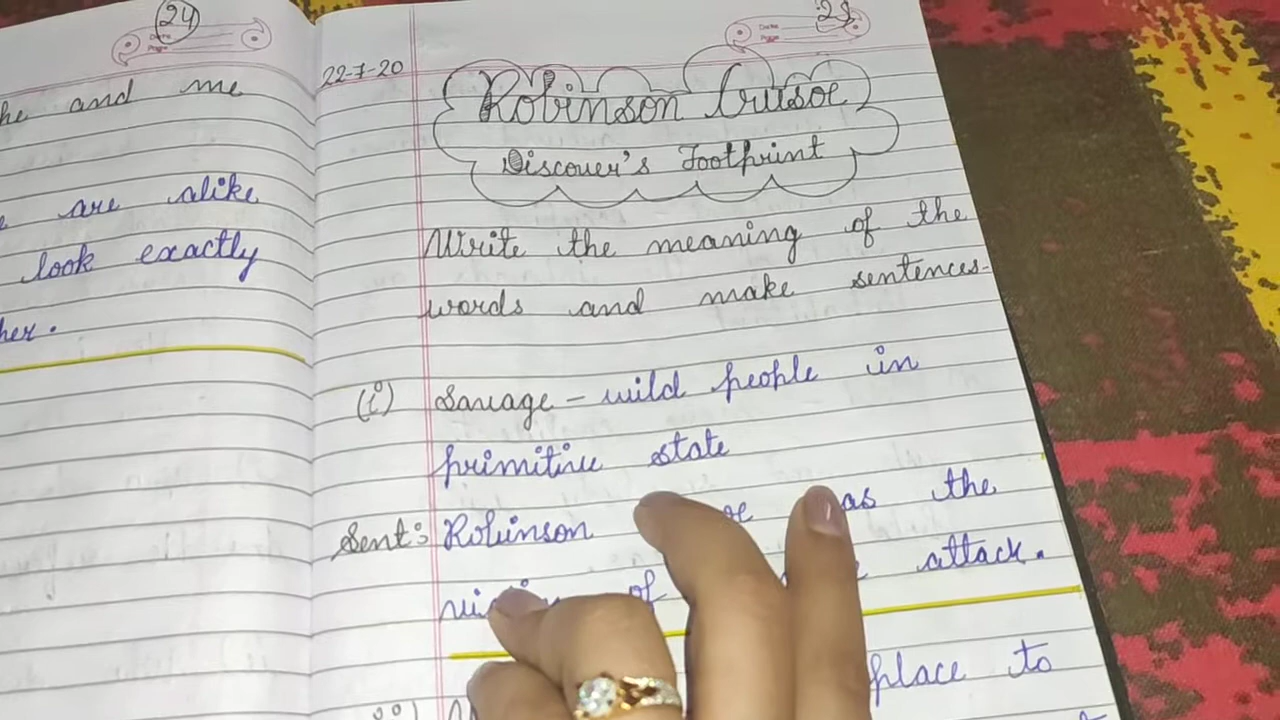 24
he and me
are alike
look exactly
her.
22-7-20
Robinson Crusoe
Discover's Footprint
Write the meaning of the
words and make sentences-
(i) Savage - wild people in
primitive state
Sent: Robinson as the
of attack.
place to